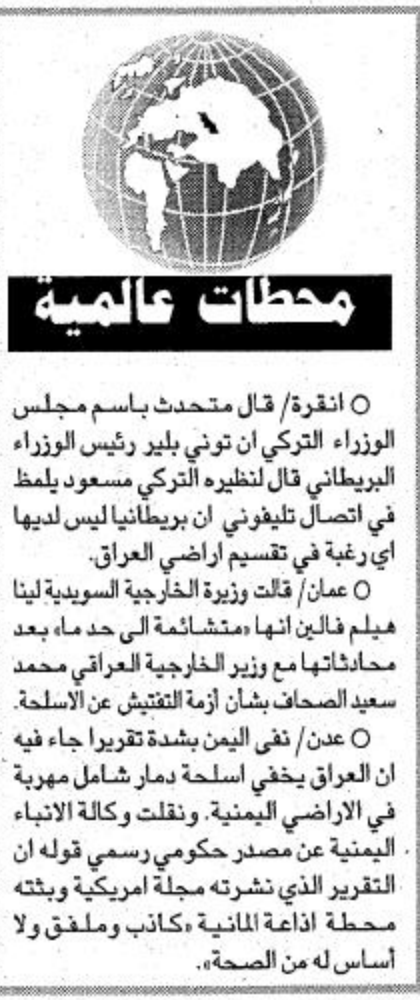 محطات عالمية
○ انقرة/ قال متحدث باسم مجلس
الوزراء التركي ان توني بلير رئيس الوزراء
البريطاني قال لنظيره التركي مسعود يلمظ
في اتصال تليفوني ان بريطانيا ليس لديها
اي رغبة في تقسيم اراضي العراق.
○ عمان/ قالت وزيرة الخارجية السويدية لينا
هيلم فالين انها «متشائمة الى حد ما» بعد
محادثاتها مع وزير الخارجية العراقي محمد
سعيد الصحاف بشأن أزمة التفتيش عن الاسلحة.
○ عدن/ نفى اليمن بشدة تقريرا جاء فيه
ان العراق يخفي اسلحة دمار شامل مهربة
في الاراضي اليمنية. ونقلت وكالة الانباء
اليمنية عن مصدر حكومي رسمي قوله ان
التقرير الذي نشرته مجلة امريكية وبثته
محطة اذاعة المانية «كاذب وملفق ولا
أساس له من الصحة».